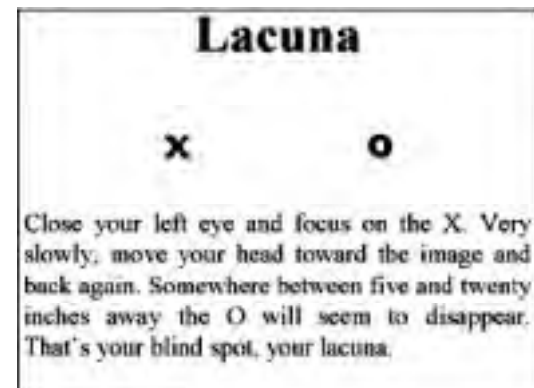 Lacuna
x o
Close your left eye and focus on the X. Very
slowly, move your head toward the image and
back again. Somewhere between five and twenty
inches away the O will seem to disappear.
That's your blind spot, your lacuna.